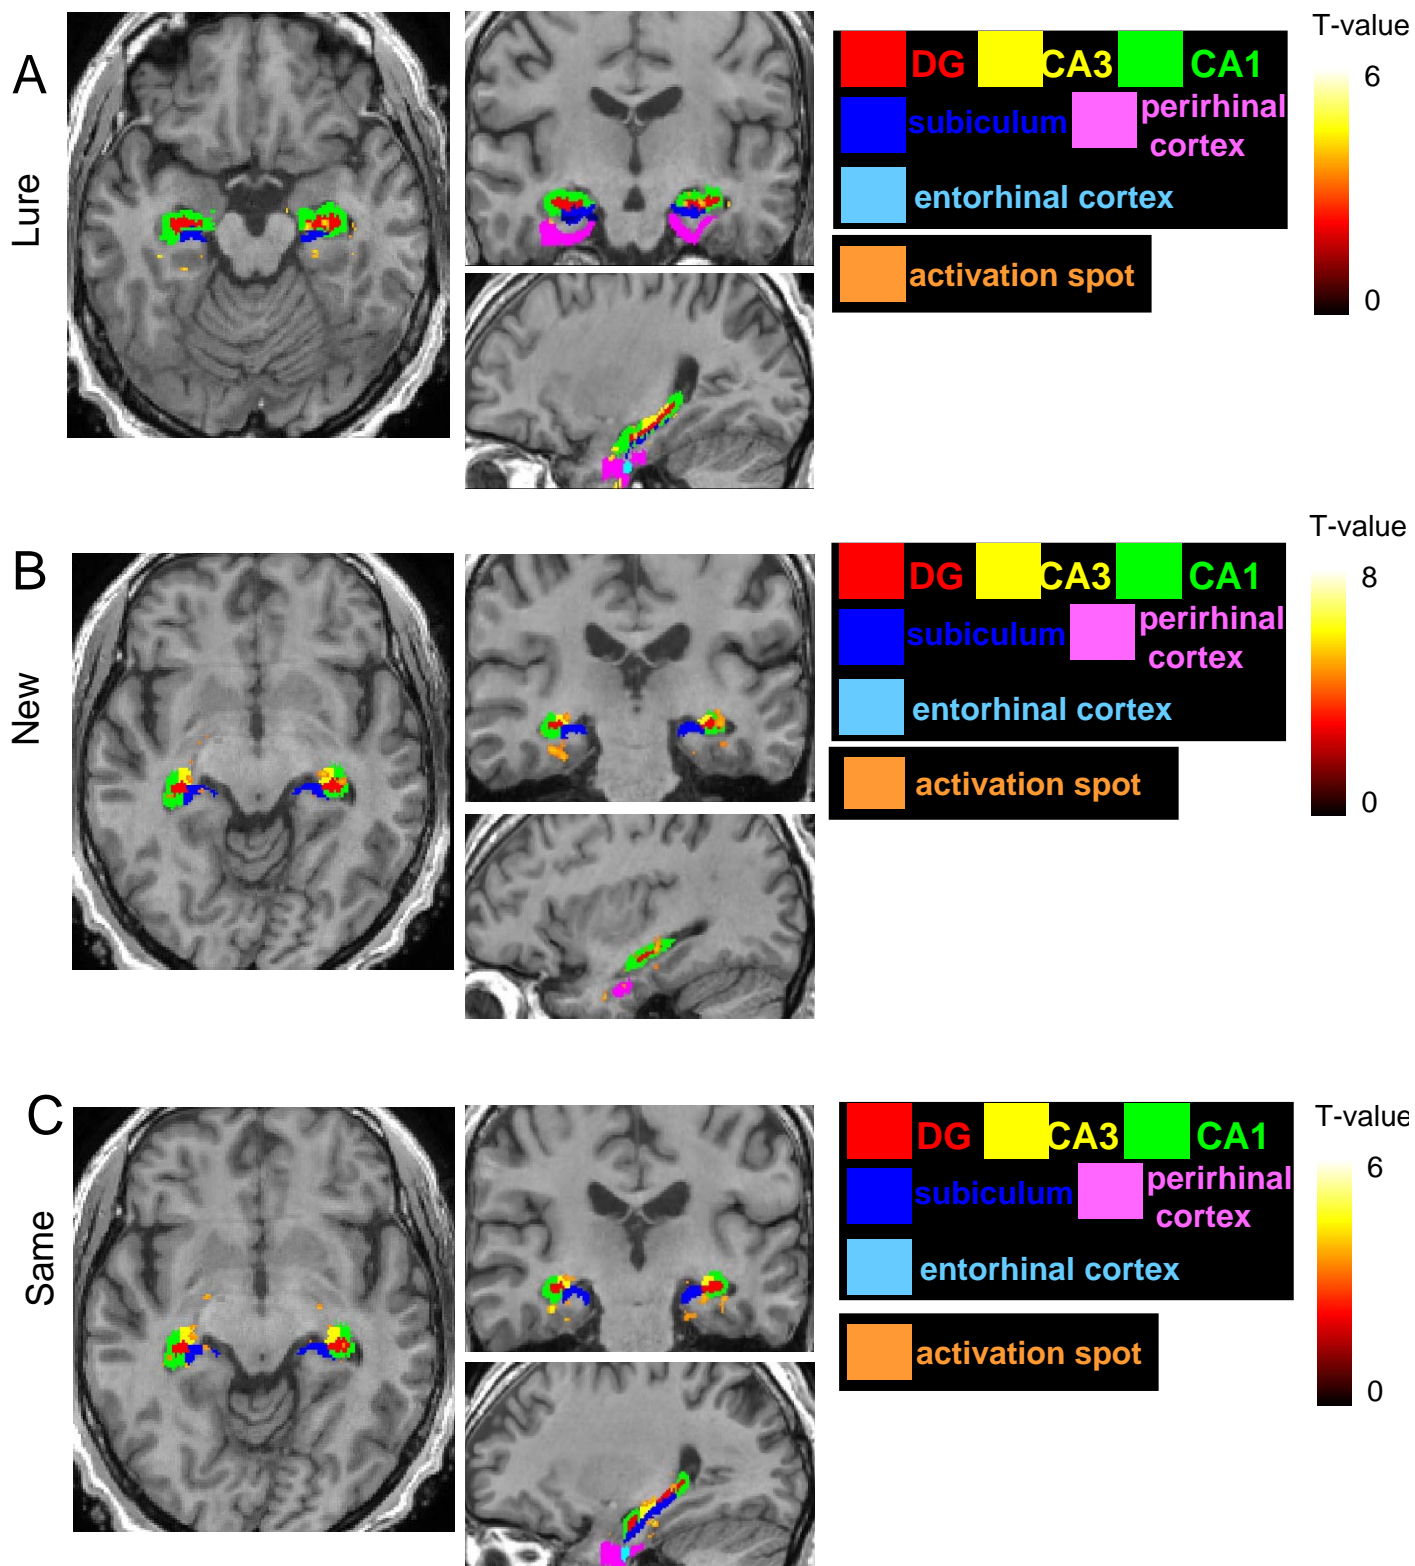 A
Lure
DG CA3 CA1
subiculum perirhinal
cortex
entorhinal cortex
activation spot
T-value
6
0
B
New
DG CA3 CA1
subiculum perirhinal
cortex
entorhinal cortex
activation spot
T-value
8
0
C
Same
DG CA3 CA1
subiculum perirhinal
cortex
entorhinal cortex
activation spot
T-value
6
0